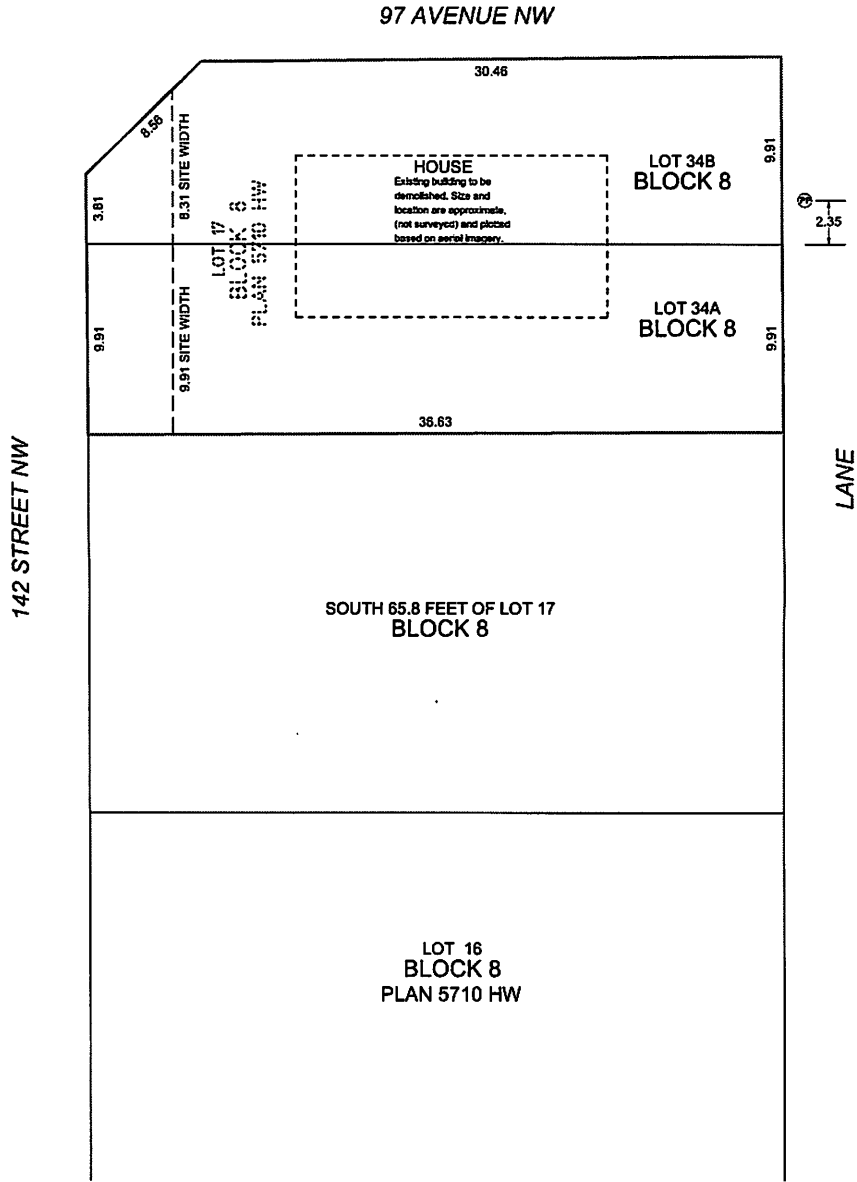 97 AVENUE NW
30.46
8.56
8.31 SITE WIDTH
3.81
LOT 17
BLOCK 8
PLAN 5710 HW
HOUSE
Existing building to be
demolished. Size and
location are approximate,
(not surveyed) and plotted
based on aerial imagery.
LOT 34B
BLOCK 8
9.91
2.35
9.91
9.91 SITE WIDTH
LOT 34A
BLOCK 8
9.91
36.63
142 STREET NW
LANE
SOUTH 65.8 FEET OF LOT 17
BLOCK 8
LOT 16
BLOCK 8
PLAN 5710 HW